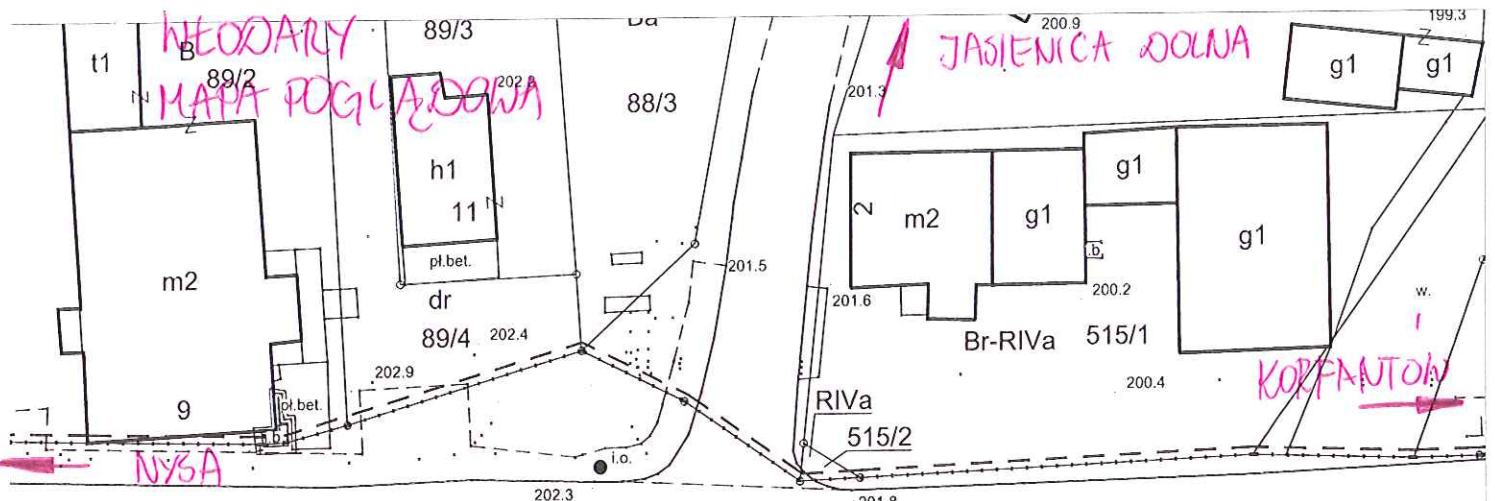 WŁODARY
MAPA POGLĄDOWA
JASIENICA DOLNA
KORFANTÓW
NYSA
t1
B
89/2
89/3
202.8
Ba
88/3
201.3
200.9
199.3
g1
g1
h1
11
pł.bet.
m2
9
pł.bet.
b.
dr
89/4
202.4
202.9
201.5
201.6
2
m2
g1
g1
g1
.b.
200.2
Br-RIVa
515/1
200.4
w.
RIVa
515/2
i.o.
202.3
201.8